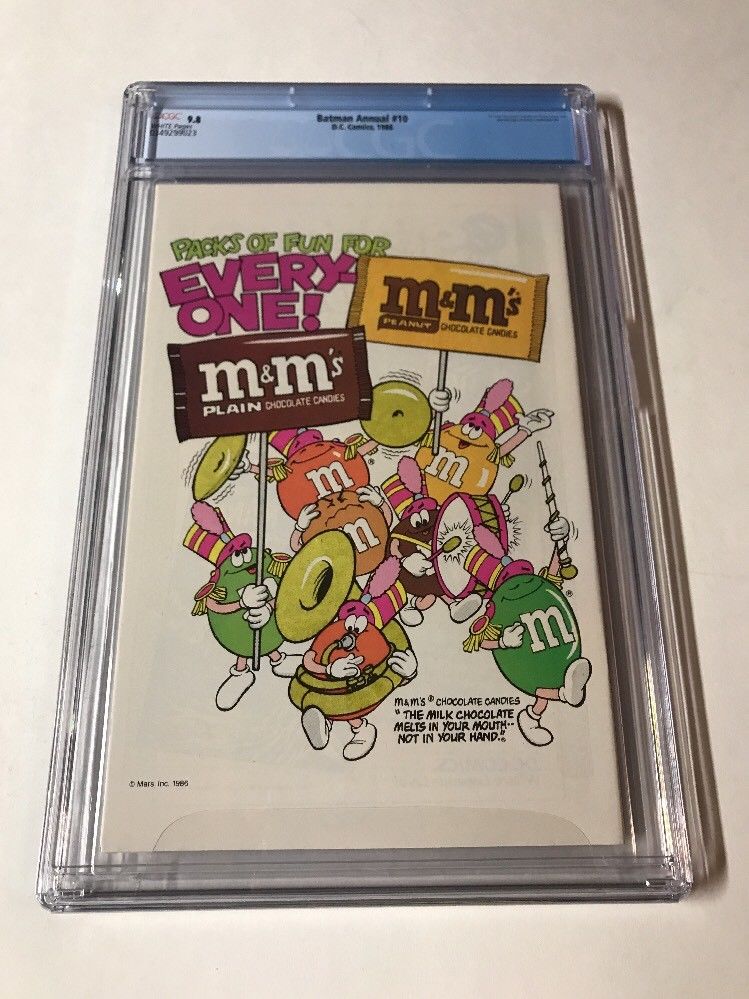 CGC 9.8
WHITE Pages
0349299023
Batman Annual #10
D.C. Comics, 1986
PACKS OF FUN FOR
EVERY-
ONE!
m&m's
PEANUT CHOCOLATE CANDIES
m&m's
PLAIN CHOCOLATE CANDIES
m
®
m
m
m
®
M&M'S ® CHOCOLATE CANDIES
"THE MILK CHOCOLATE
MELTS IN YOUR MOUTH--
NOT IN YOUR HAND."®
© Mars. Inc. 1986